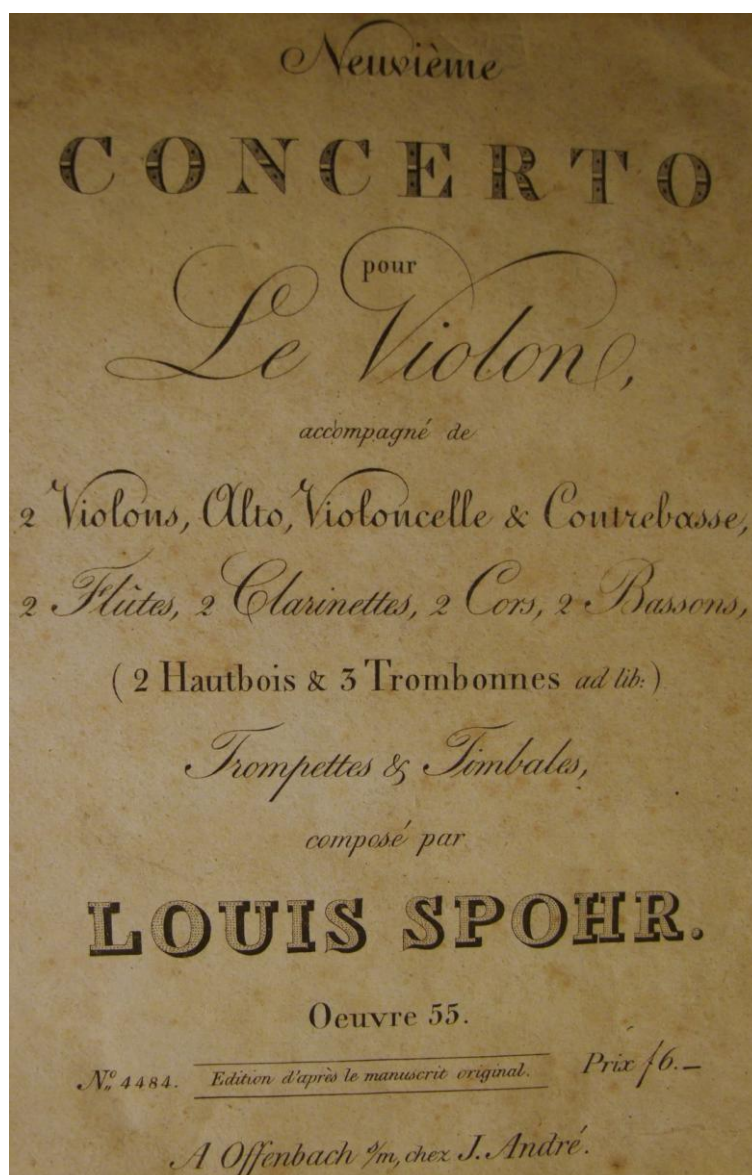 Neuvième
CONCERTO
pour
Le Violon,
accompagné de
2 Violons, Alto, Violoncelle & Contrebasse,
2 Flûtes, 2 Clarinettes, 2 Cors, 2 Bassons,
( 2 Hautbois & 3 Trombonnes ad lib: )
Trompettes & Timbales,
composé par
LOUIS SPOHR.
Oeuvre 55.
No. 4484. Edition d'après le manuscrit original. Prix f6.—
A Offenbach s/m, chez J. André.